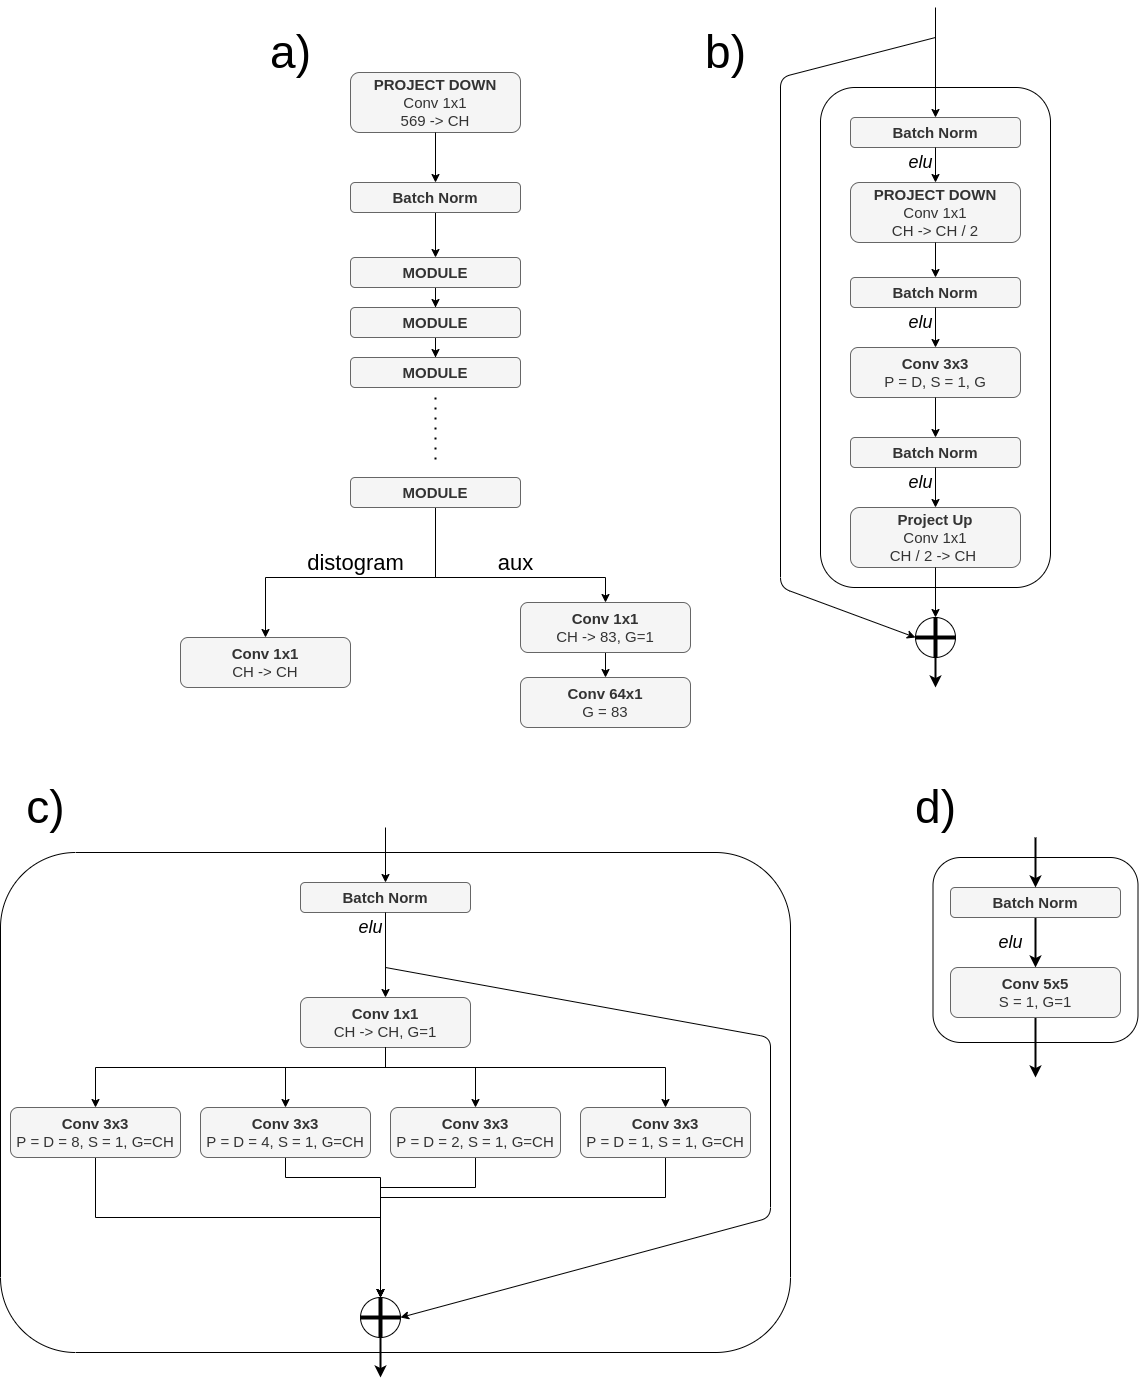 a)
PROJECT DOWN
Conv 1x1
569 -> CH
Batch Norm
MODULE
MODULE
MODULE
MODULE
distogram
aux
Conv 1x1
CH -> CH
Conv 1x1
CH -> 83, G=1
Conv 64x1
G = 83
b)
Batch Norm
elu
PROJECT DOWN
Conv 1x1
CH -> CH / 2
Batch Norm
elu
Conv 3x3
P = D, S = 1, G
Batch Norm
elu
Project Up
Conv 1x1
CH / 2 -> CH
c)
Batch Norm
elu
Conv 1x1
CH -> CH, G=1
Conv 3x3
P = D = 8, S = 1, G=CH
Conv 3x3
P = D = 4, S = 1, G=CH
Conv 3x3
P = D = 2, S = 1, G=CH
Conv 3x3
P = D = 1, S = 1, G=CH
d)
Batch Norm
elu
Conv 5x5
S = 1, G=1